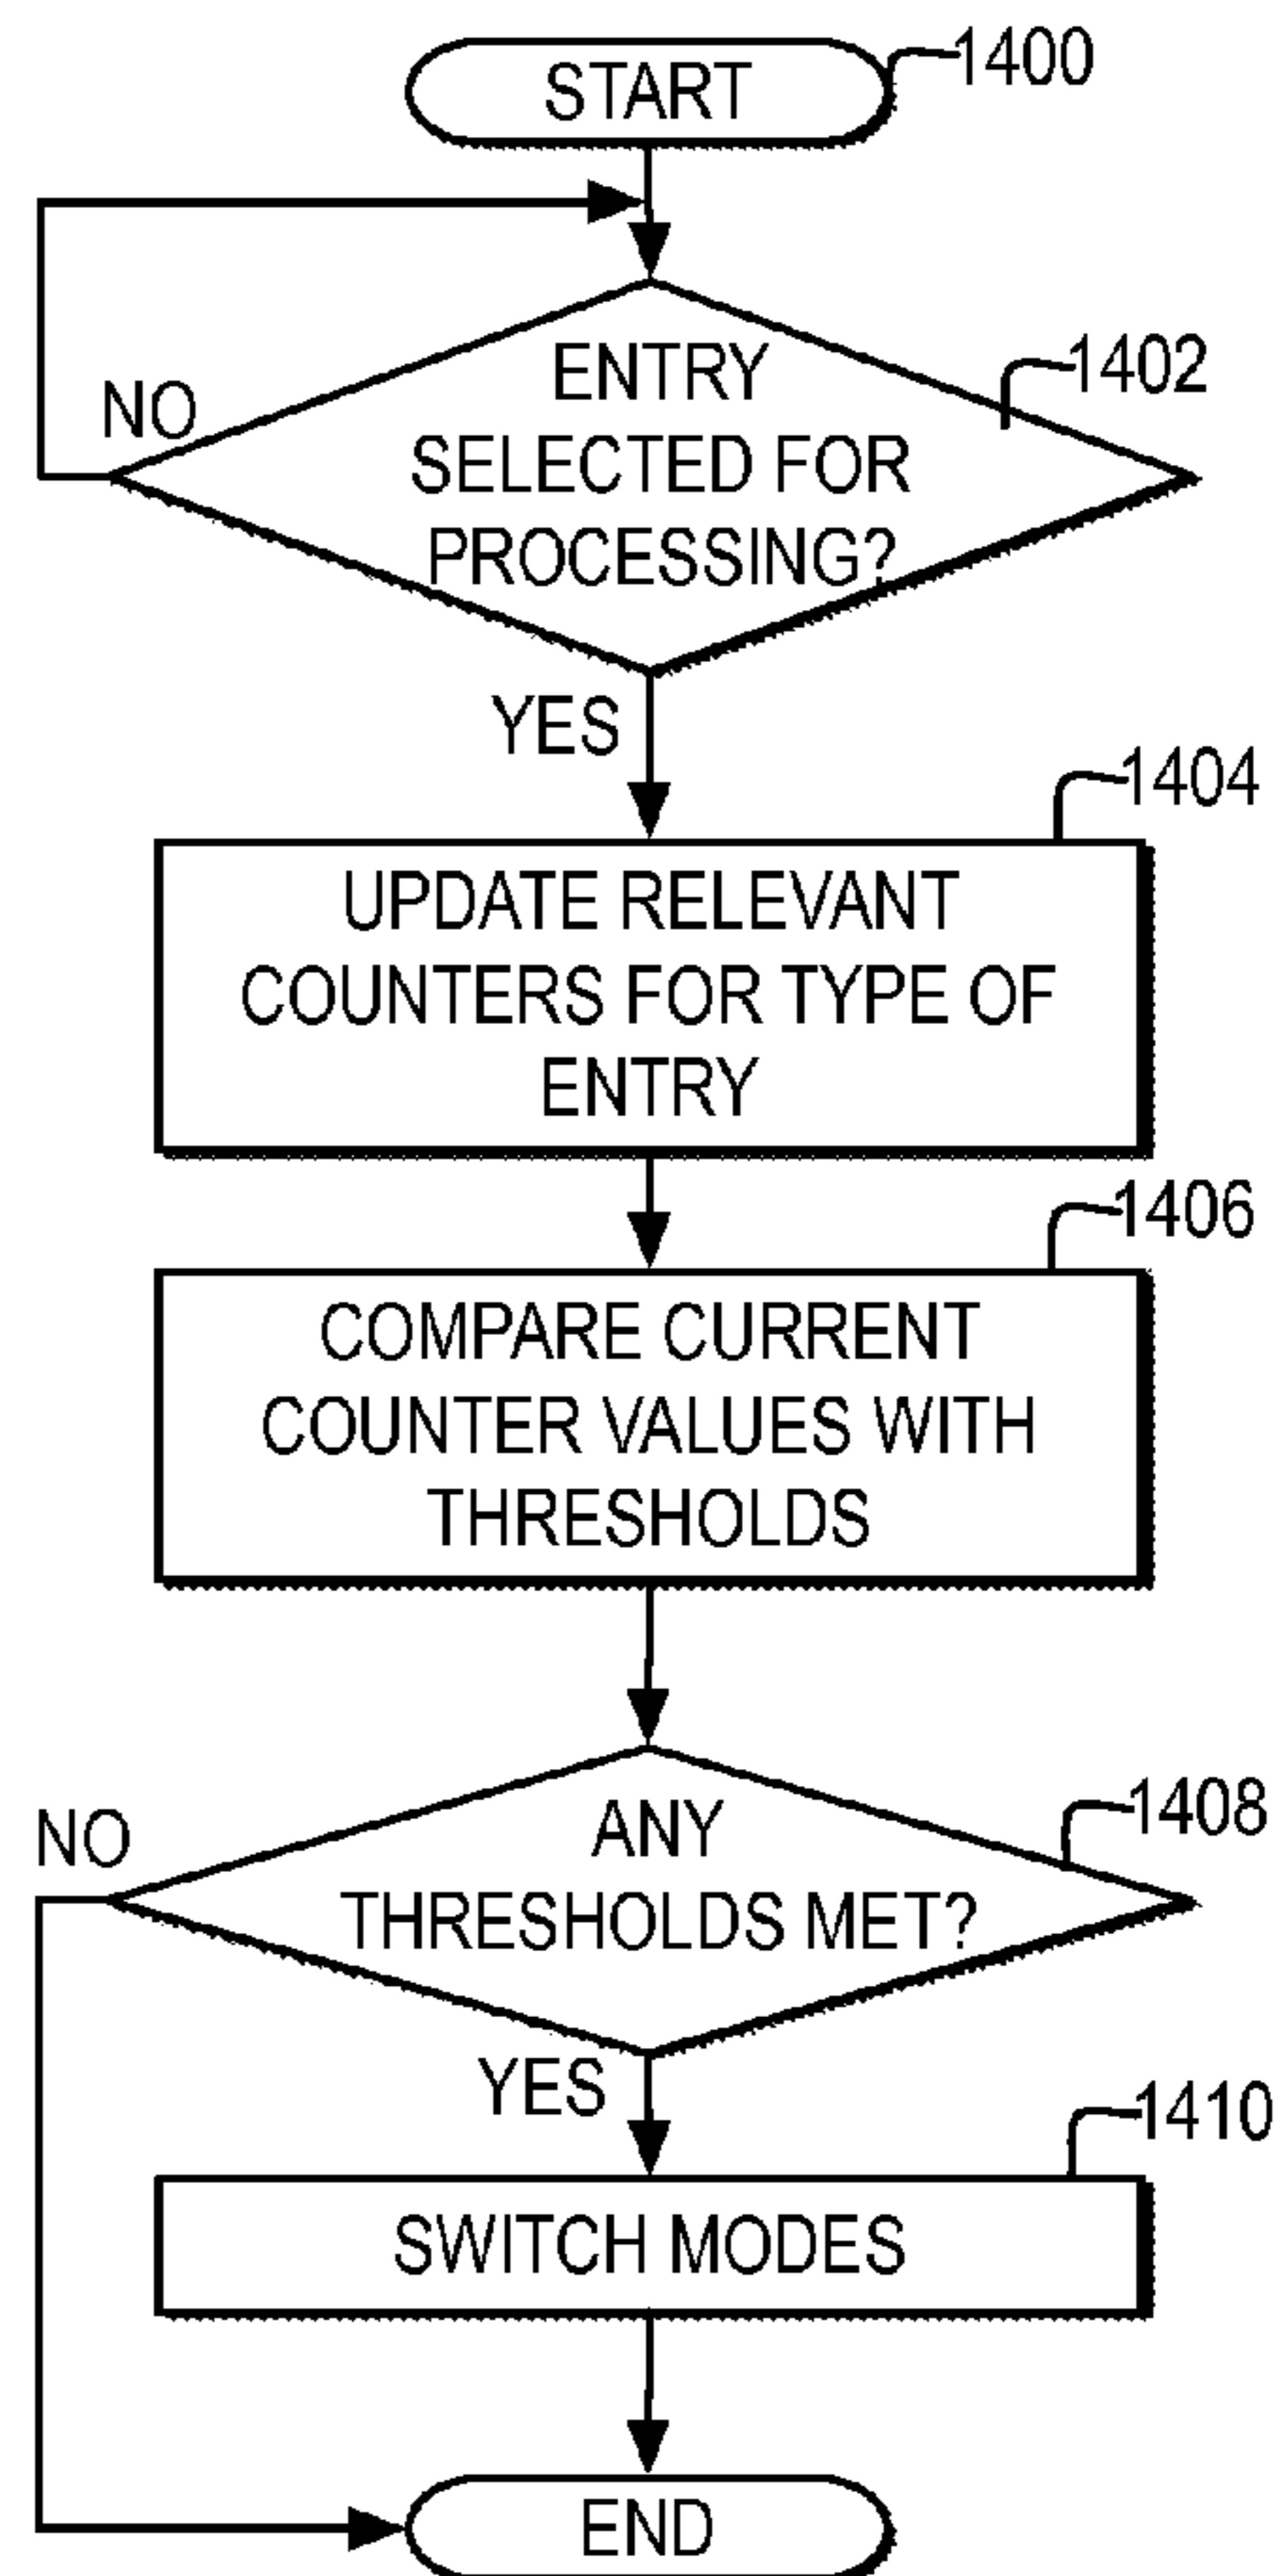 START
1400
ENTRY
SELECTED FOR
PROCESSING?
1402
NO
YES
1404
UPDATE RELEVANT
COUNTERS FOR TYPE OF
ENTRY
1406
COMPARE CURRENT
COUNTER VALUES WITH
THRESHOLDS
ANY
THRESHOLDS MET?
1408
NO
YES
1410
SWITCH MODES
END